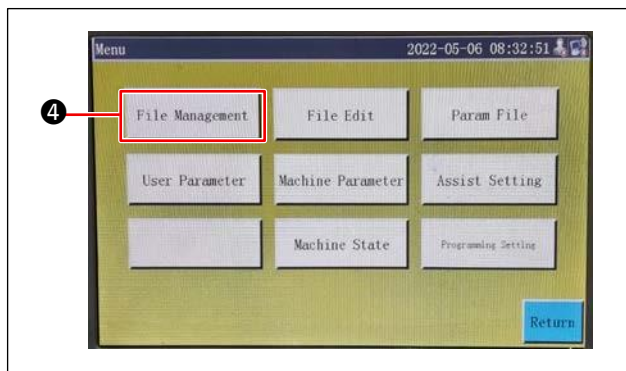 Menu 2022-05-06 08:32:51
❹
File Management File Edit Param File
User Parameter Machine Parameter Assist Setting
Machine State Programming Setting
Return